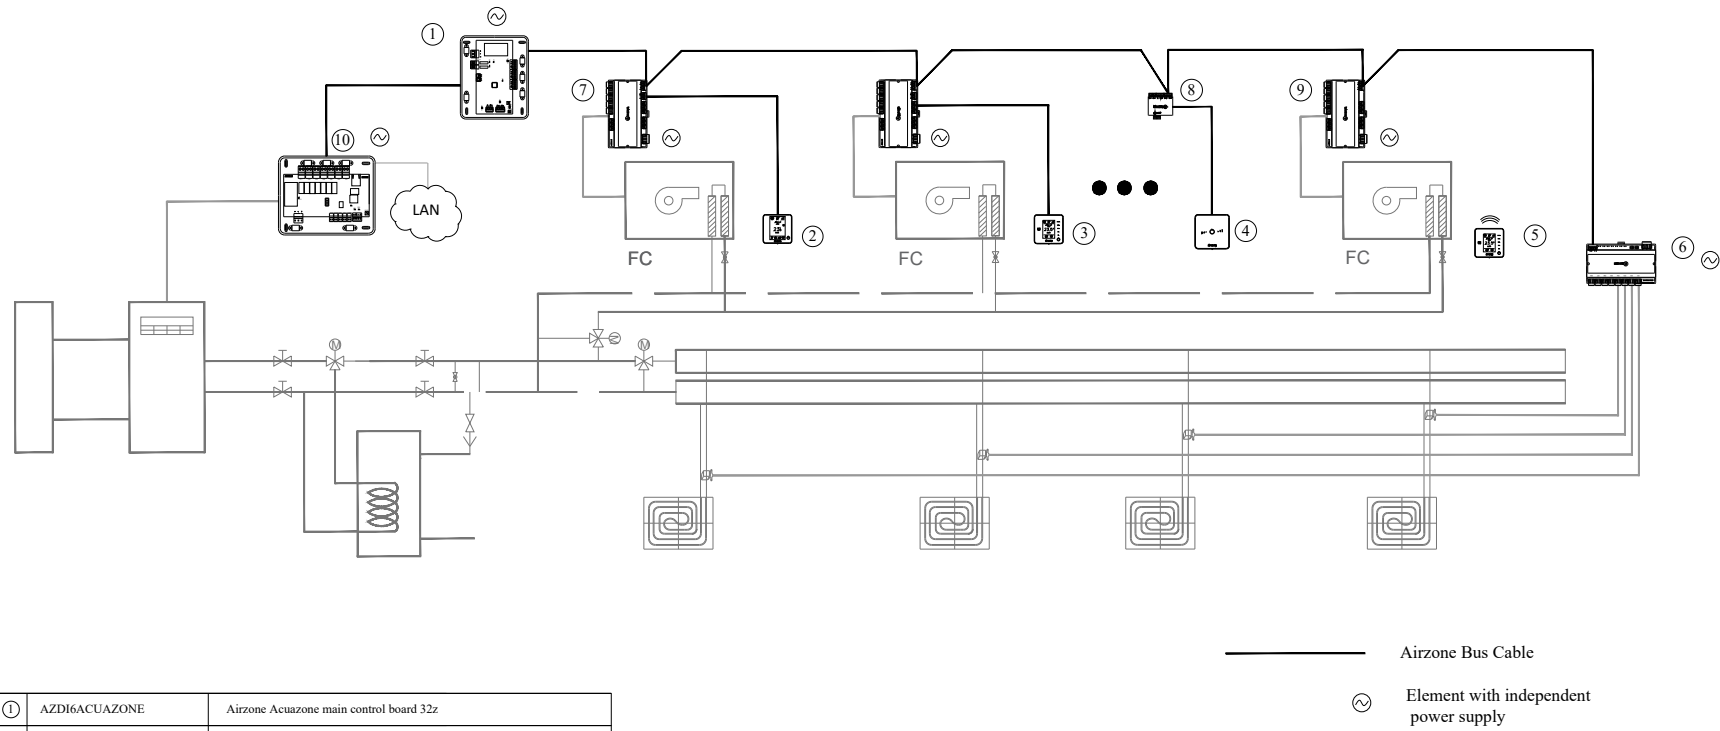 1
7
8
9
10
LAN
2
3
4
5
6
FC
FC
FC
M
M
Airzone Bus Cable
Element with independent
power supply
1 AZDI6ACUAZONE Airzone Acuazone main control board 32z